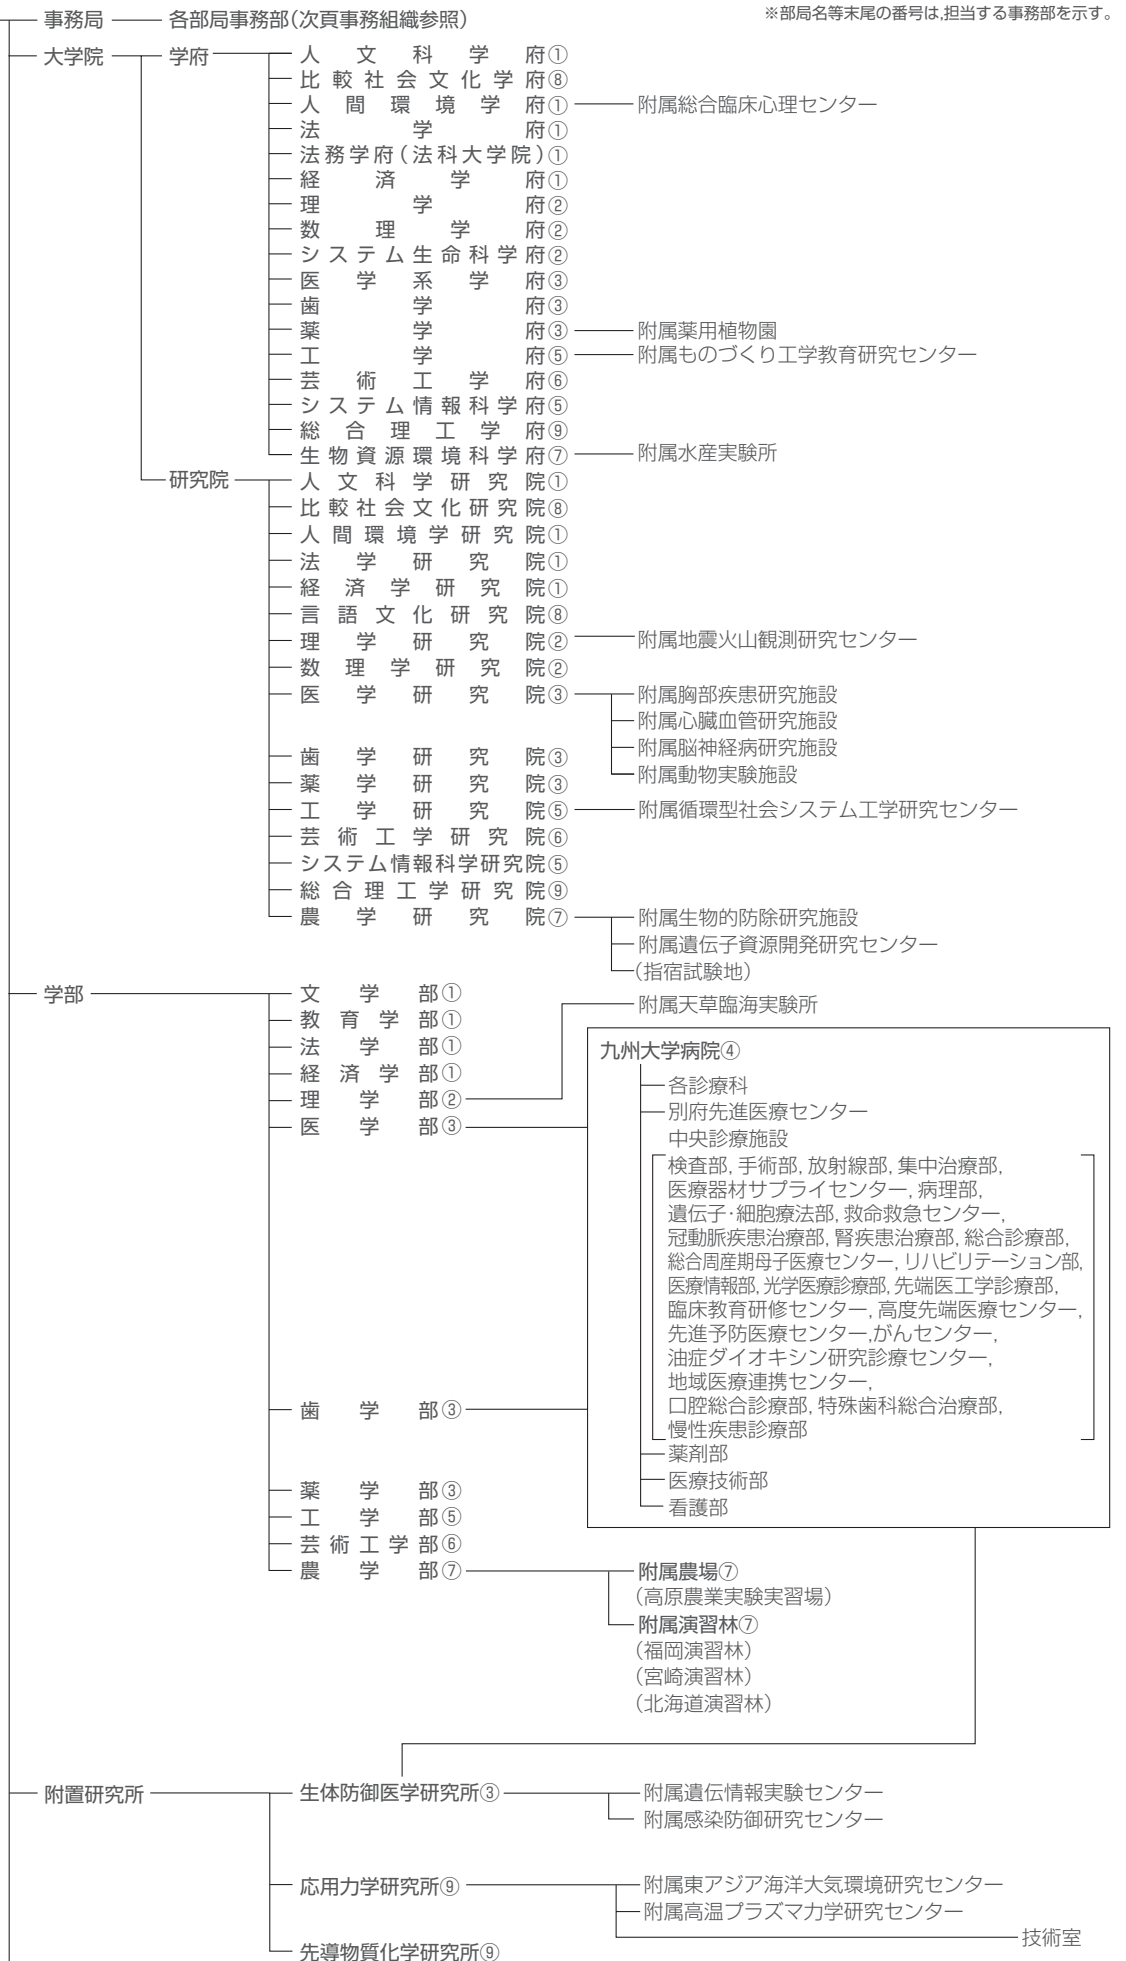 ※部局名等末尾の番号は,担当する事務部を示す。
事務局 各部局事務部(次頁事務組織参照)
大学院 学府 人文科学府①
比較社会文化学府⑧
人間環境学府① 附属総合臨床心理センター
法学府①
法務学府(法科大学院)①
経済学府①
理学府②
数理学府②
システム生命科学府②
医学系学府③
歯学府③
薬学府③ 附属薬用植物園
工学府⑤ 附属ものづくり工学教育研究センター
芸術工学府⑥
システム情報科学府⑤
総合理工学府⑨
生物資源環境科学府⑦ 附属水産実験所
研究院 人文科学研究院①
比較社会文化研究院⑧
人間環境学研究院①
法学研究院①
経済学研究院①
言語文化研究院⑧
理学研究院② 附属地震火山観測研究センター
数理学研究院②
医学研究院③ 附属胸部疾患研究施設
附属心臓血管研究施設
附属脳神経病研究施設
附属動物実験施設
歯学研究院③
薬学研究院③
工学研究院⑤ 附属循環型社会システム工学研究センター
芸術工学研究院⑥
システム情報科学研究院⑤
総合理工学研究院⑨
農学研究院⑦ 附属生物的防除研究施設
附属遺伝子資源開発研究センター
(指宿試験地)
学部 文学部①
教育学部①
法学部①
経済学部①
理学部② 附属天草臨海実験所
医学部③
九州大学病院④
各診療科
別府先進医療センター
中央診療施設
検査部,手術部,放射線部,集中治療部,
医療器材サプライセンター,病理部,
遺伝子・細胞療法部,救命救急センター,
冠動脈疾患治療部,腎疾患治療部,総合診療部,
総合周産期母子医療センター,リハビリテーション部,
医療情報部,光学医療診療部,先端医工学診療部,
臨床教育研修センター,高度先端医療センター,
先進予防医療センター,がんセンター,
油症ダイオキシン研究診療センター,
地域医療連携センター,
口腔総合診療部,特殊歯科総合治療部,
慢性疾患診療部
薬剤部
医療技術部
看護部
歯学部③
薬学部③
工学部⑤
芸術工学部⑥
農学部⑦ 附属農場⑦
(高原農業実験実習場)
附属演習林⑦
(福岡演習林)
(宮崎演習林)
(北海道演習林)
附置研究所 生体防御医学研究所③ 附属遺伝情報実験センター
附属感染防御研究センター
応用力学研究所⑨ 附属東アジア海洋大気環境研究センター
附属高温プラズマ力学研究センター
技術室
先導物質化学研究所⑨